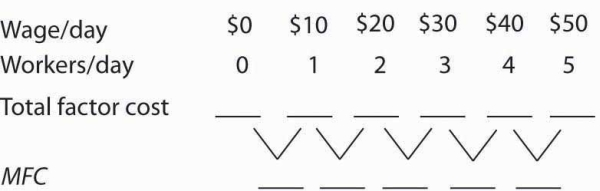 Wage/day $0 $10 $20 $30 $40 $50
Workers/day 0 1 2 3 4 5
Total factor cost
MFC